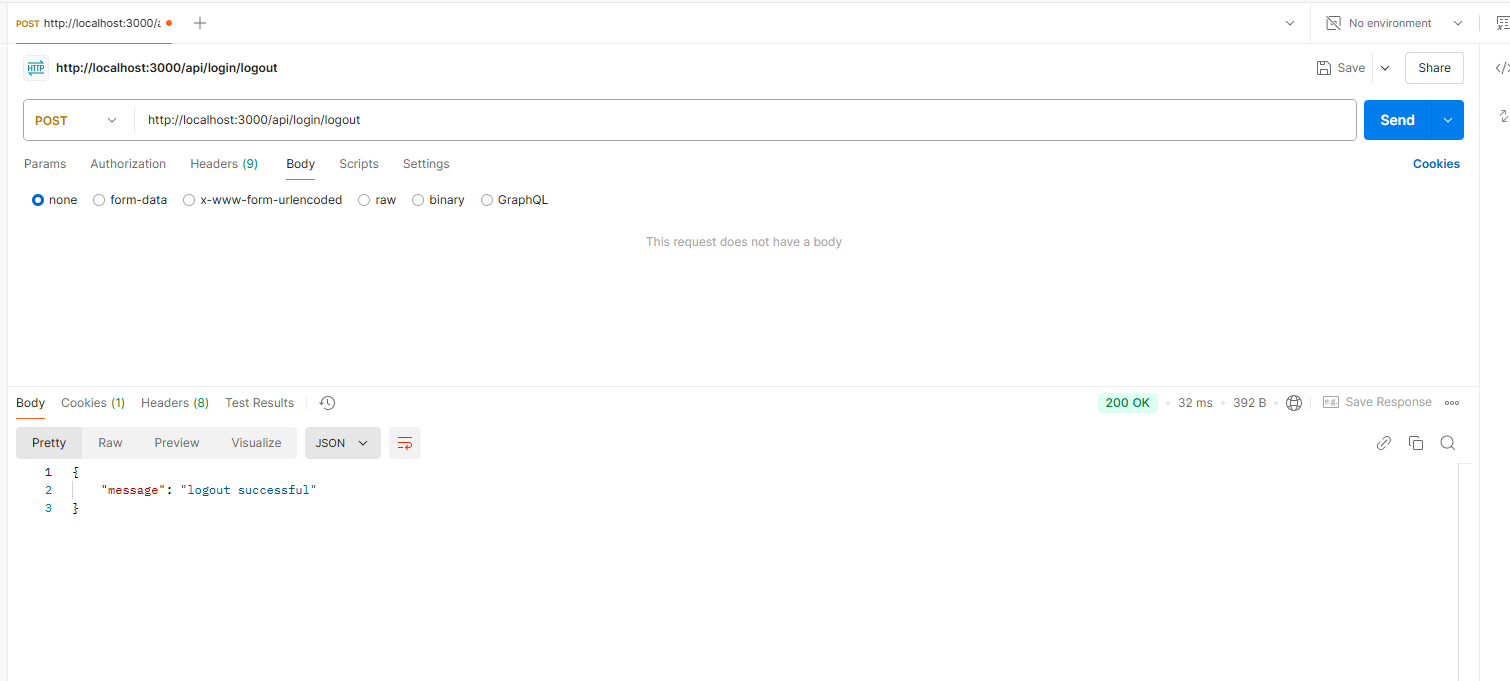 POST http://localhost:3000/a
No environment
HTTP http://localhost:3000/api/login/logout
Save
Share
POST http://localhost:3000/api/login/logout
Send
Params Authorization Headers (9) Body Scripts Settings
Cookies
none form-data x-www-form-urlencoded raw binary GraphQL
This request does not have a body
Body Cookies (1) Headers (8) Test Results
200 OK • 32 ms • 392 B •
e.g. Save Response
Pretty Raw Preview Visualize JSON
1 {
2 "message": "logout successful"
3 }